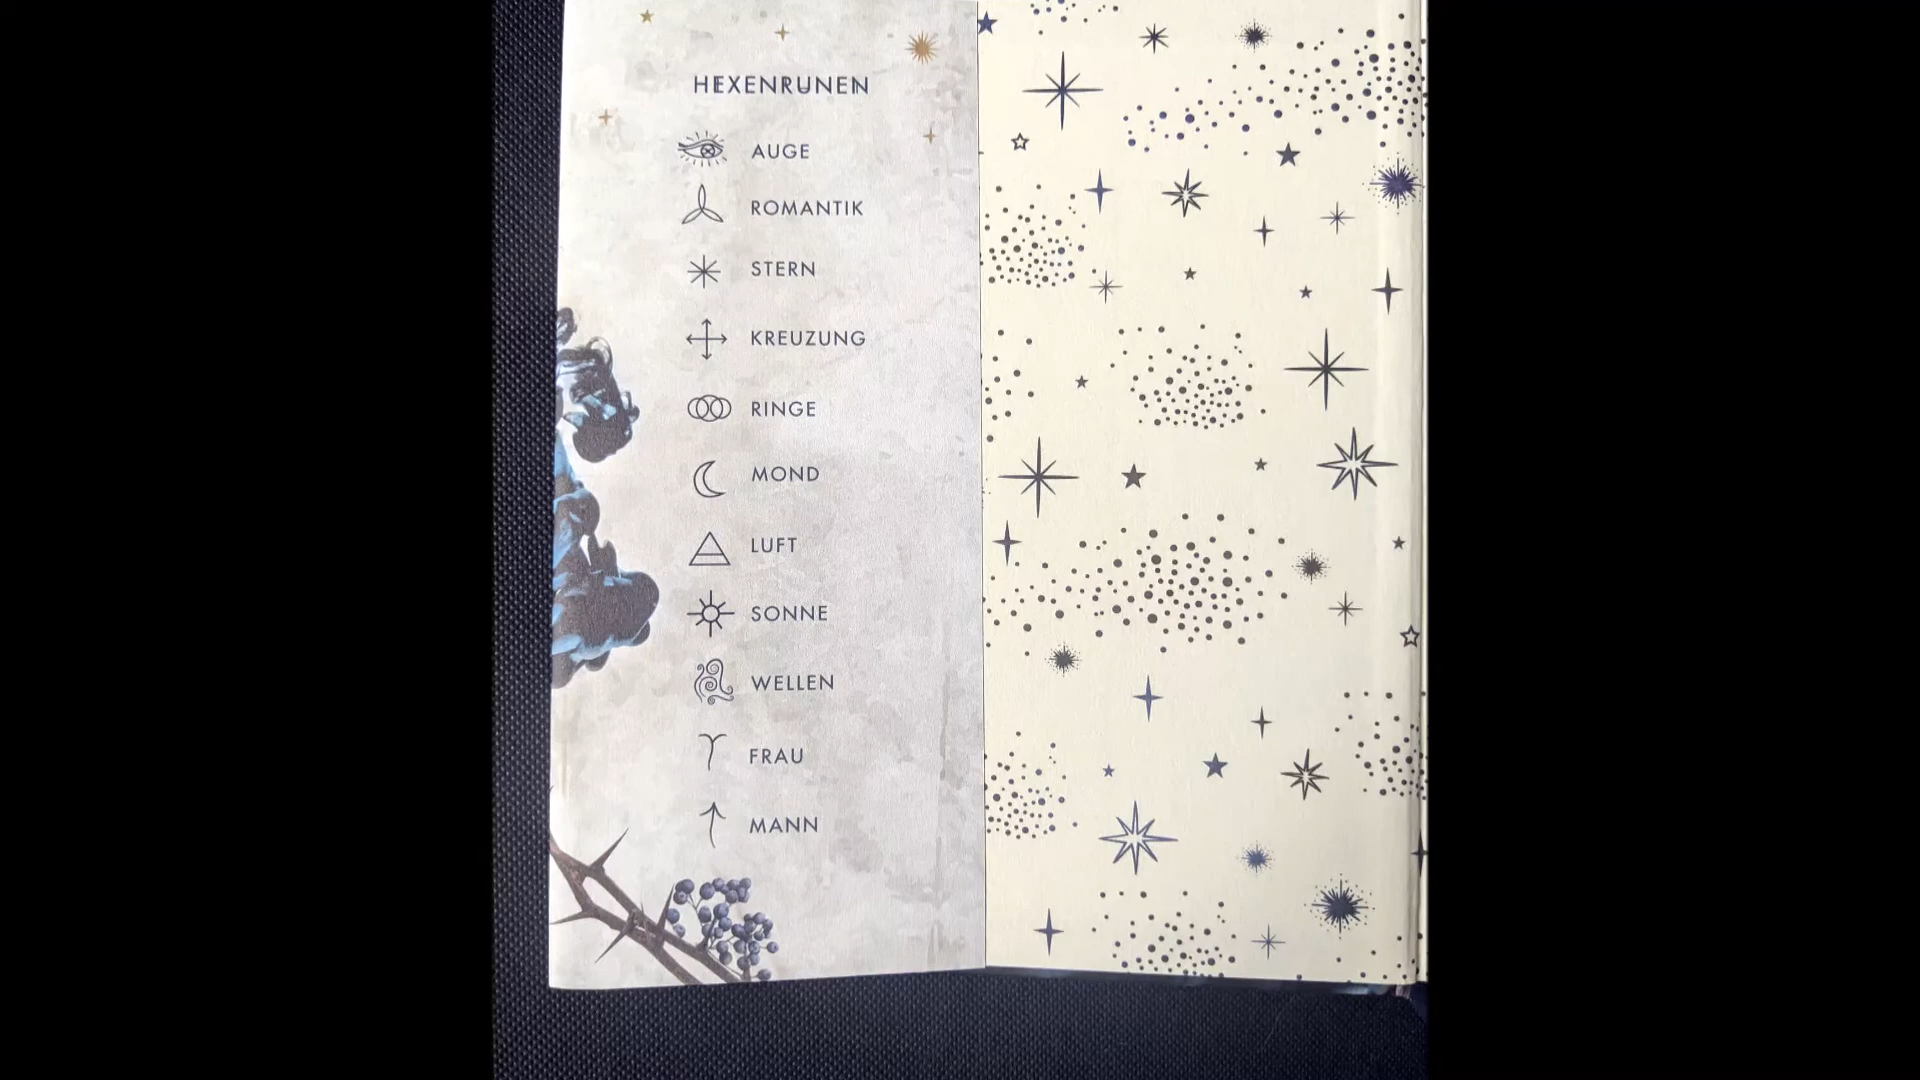 HEXENRUNEN
AUGE
ROMANTIK
STERN
KREUZUNG
RINGE
MOND
LUFT
SONNE
WELLEN
FRAU
MANN